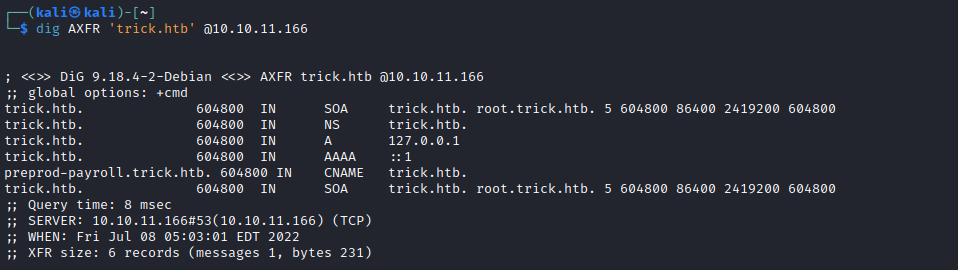 ┌──(kali㉿kali)-[~]
└─$ dig AXFR 'trick.htb' @10.10.11.166
; <<>> DiG 9.18.4-2-Debian <<>> AXFR trick.htb @10.10.11.166
;; global options: +cmd
trick.htb. 604800 IN SOA trick.htb. root.trick.htb. 5 604800 86400 2419200 604800
trick.htb. 604800 IN NS trick.htb.
trick.htb. 604800 IN A 127.0.0.1
trick.htb. 604800 IN AAAA ::1
preprod-payroll.trick.htb. 604800 IN CNAME trick.htb.
trick.htb. 604800 IN SOA trick.htb. root.trick.htb. 5 604800 86400 2419200 604800
;; Query time: 8 msec
;; SERVER: 10.10.11.166#53(10.10.11.166) (TCP)
;; WHEN: Fri Jul 08 05:03:01 EDT 2022
;; XFR size: 6 records (messages 1, bytes 231)